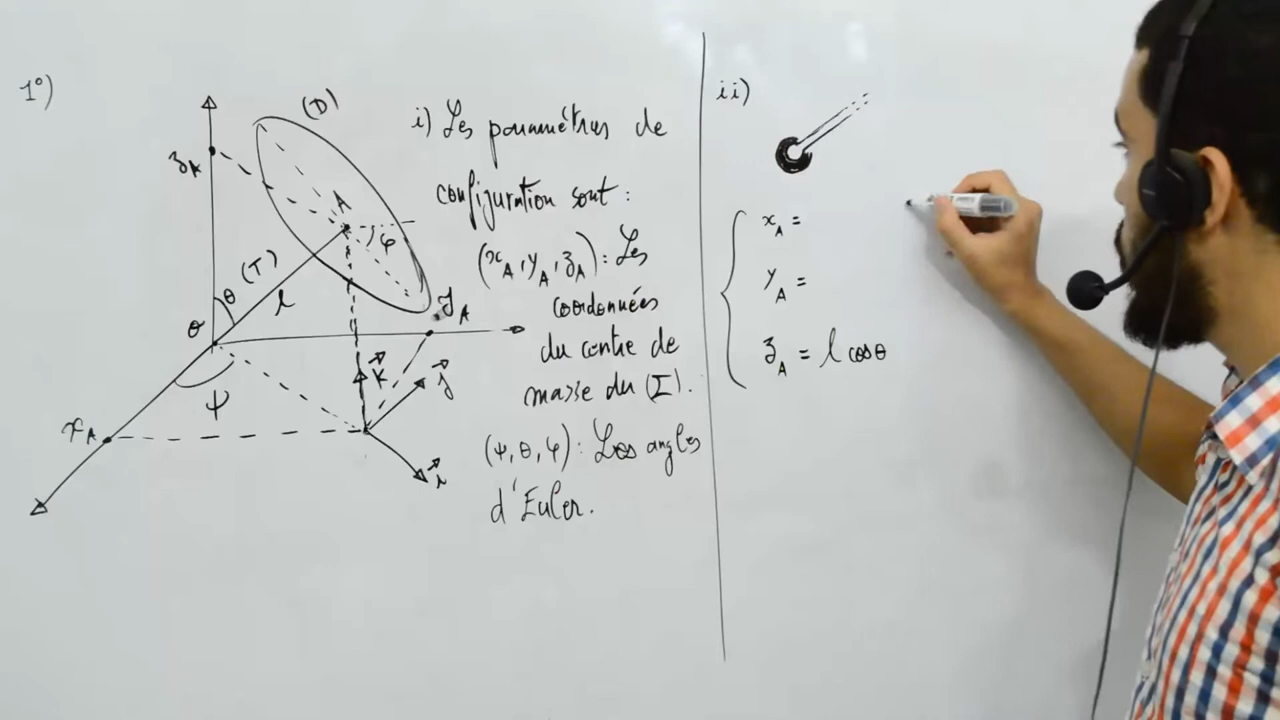 1°)
(D)
z_A
A
φ
θ
(T)
l
O
y_A
ψ
k⃗
j⃗
x_A
i⃗
i) Les paramètres de
configuration sont :
(x_A, y_A, z_A) : Les
coordonnées
du centre de
masse du (Σ).
(ψ, θ, φ) : Les angles
d'Euler.
ii)
x_A =
y_A =
z_A = l cosθ